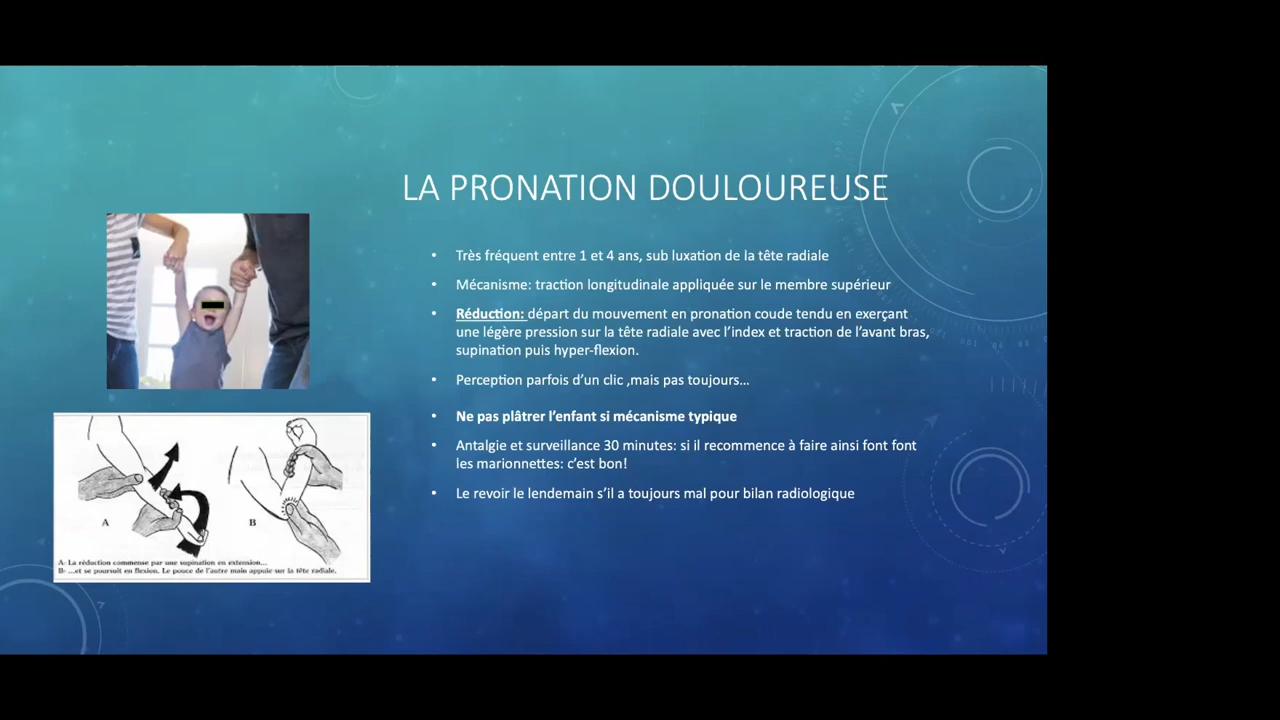 LA PRONATION DOULOUREUSE
• Très fréquent entre 1 et 4 ans, sub luxation de la tête radiale
• Mécanisme: traction longitudinale appliquée sur le membre supérieur
• Réduction: départ du mouvement en pronation coude tendu en exerçant
une légère pression sur la tête radiale avec l’index et traction de l’avant bras,
supination puis hyper-flexion.
• Perception parfois d’un clic ,mais pas toujours…
• Ne pas plâtrer l’enfant si mécanisme typique
• Antalgie et surveillance 30 minutes: si il recommence à faire ainsi font font
les marionnettes: c’est bon!
• Le revoir le lendemain s’il a toujours mal pour bilan radiologique
A
B
A- La réduction commense par une supination en extension...
B- ...et se poursuit en flexion. Le pouce de l'autre main appuie sur la tête radiale.